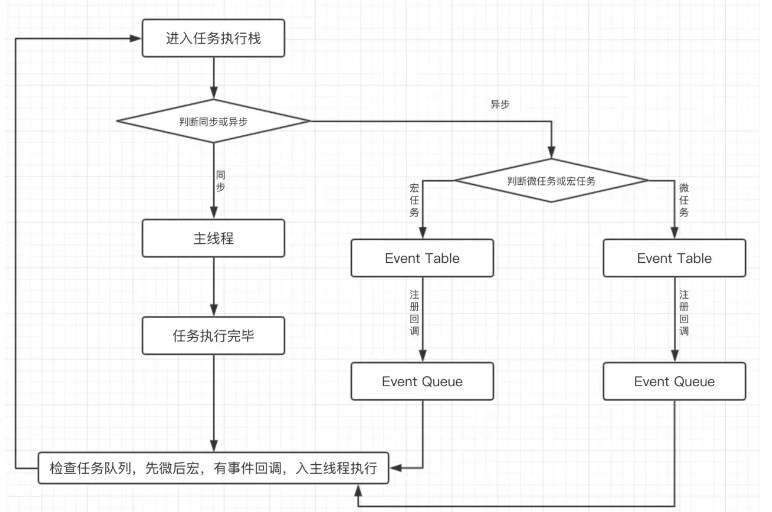 进入任务执行栈
判断同步或异步
异步
同步
判断微任务或宏任务
宏任务
微任务
主线程
Event Table
Event Table
注册回调
注册回调
任务执行完毕
Event Queue
Event Queue
检查任务队列，先微后宏，有事件回调，入主线程执行